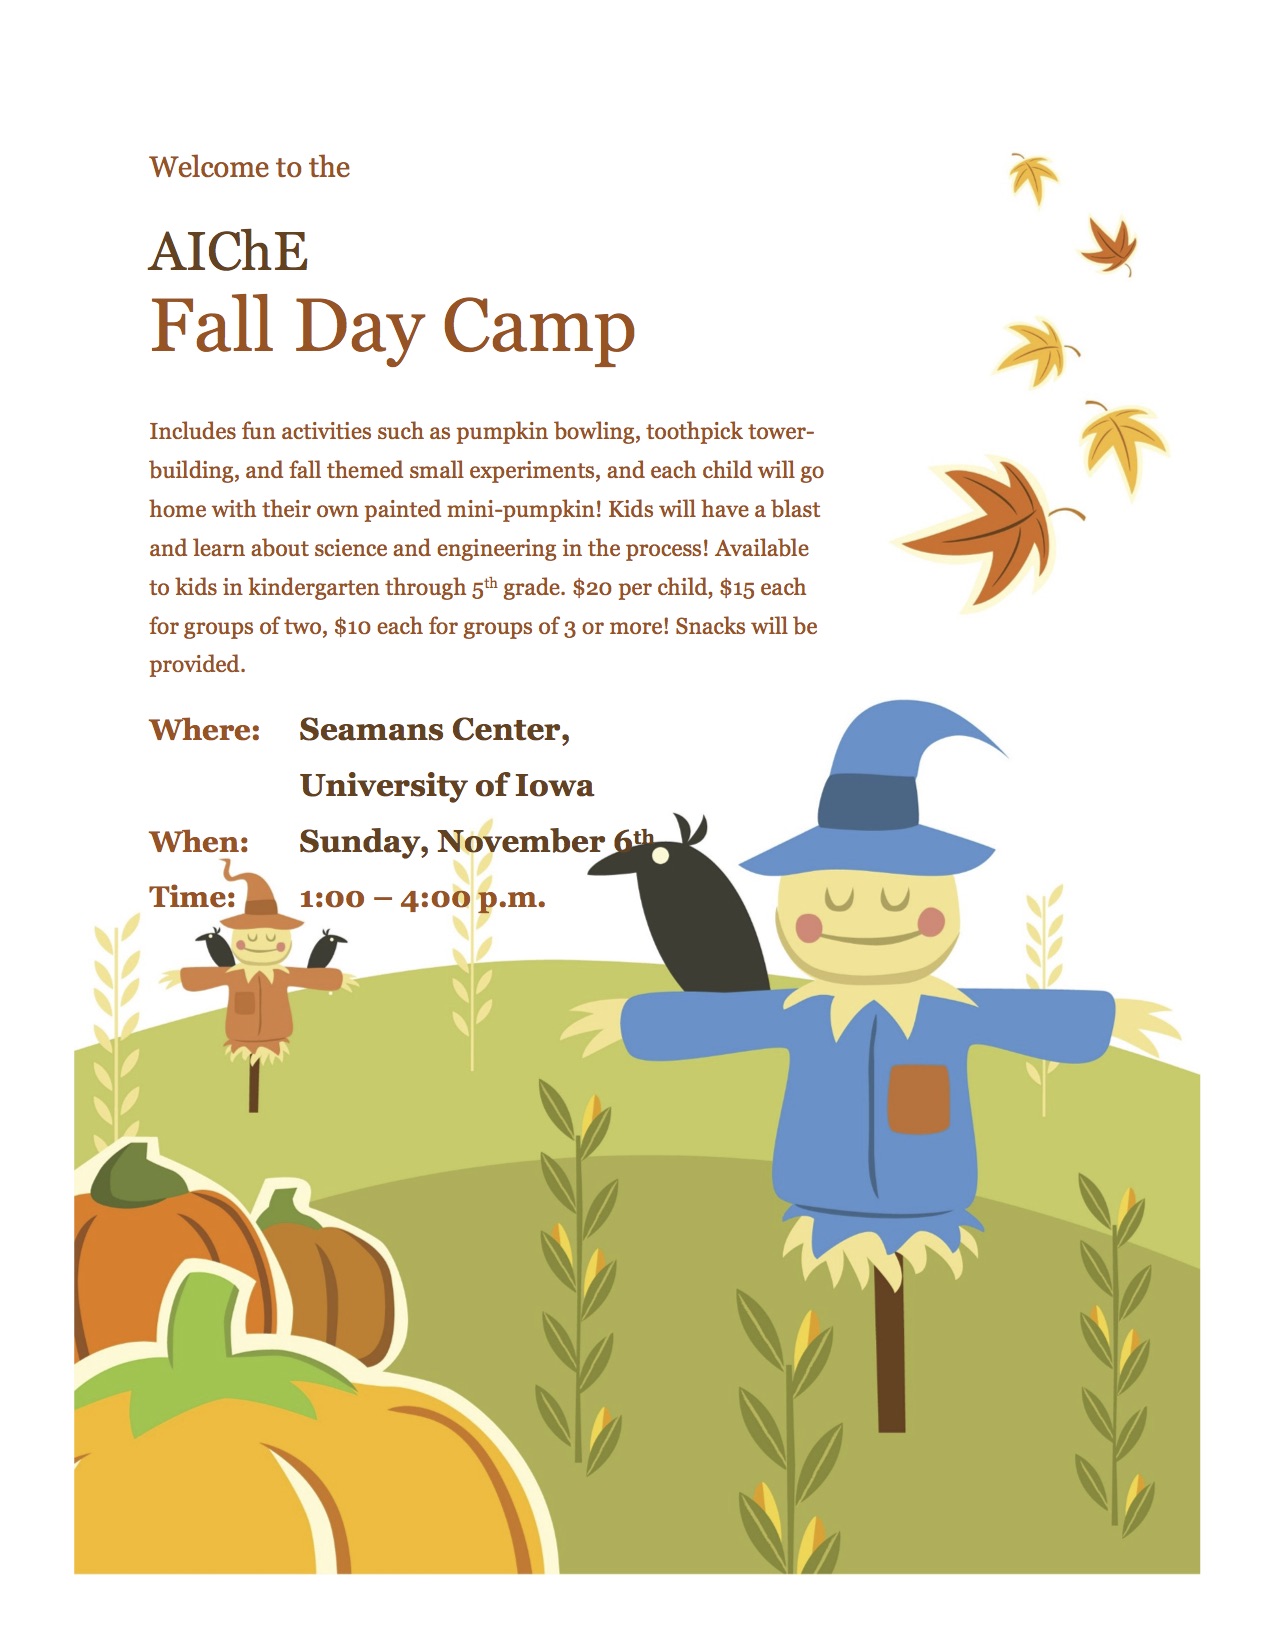 Welcome to the
AIChE
Fall Day Camp
Includes fun activities such as pumpkin bowling, toothpick tower-
building, and fall themed small experiments, and each child will go
home with their own painted mini-pumpkin! Kids will have a blast
and learn about science and engineering in the process! Available
to kids in kindergarten through 5th grade. $20 per child, $15 each
for groups of two, $10 each for groups of 3 or more! Snacks will be
provided.
Where: Seamans Center,
University of Iowa
When: Sunday, November 6th
Time: 1:00 – 4:00 p.m.